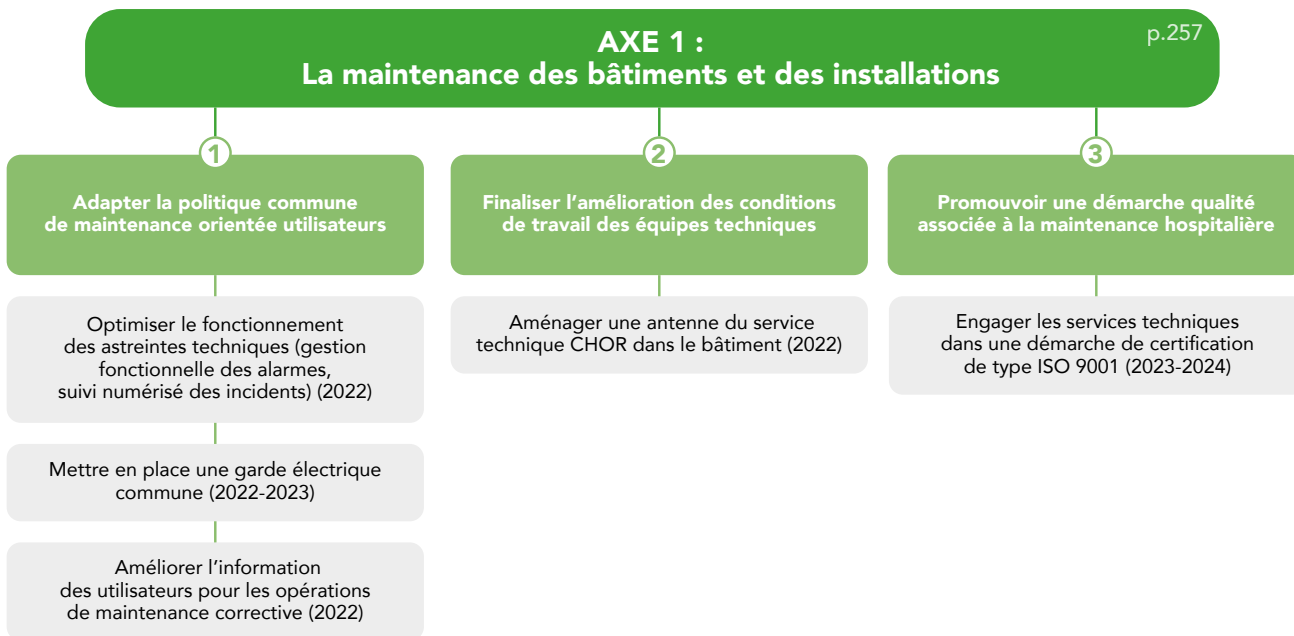 AXE 1 :
p.257
La maintenance des bâtiments et des installations
1
Adapter la politique commune
de maintenance orientée utilisateurs
Optimiser le fonctionnement
des astreintes techniques (gestion
fonctionnelle des alarmes,
suivi numérisé des incidents) (2022)
Mettre en place une garde électrique
commune (2022-2023)
Améliorer l’information
des utilisateurs pour les opérations
de maintenance corrective (2022)
2
Finaliser l’amélioration des conditions
de travail des équipes techniques
Aménager une antenne du service
technique CHOR dans le bâtiment (2022)
3
Promouvoir une démarche qualité
associée à la maintenance hospitalière
Engager les services techniques
dans une démarche de certification
de type ISO 9001 (2023-2024)